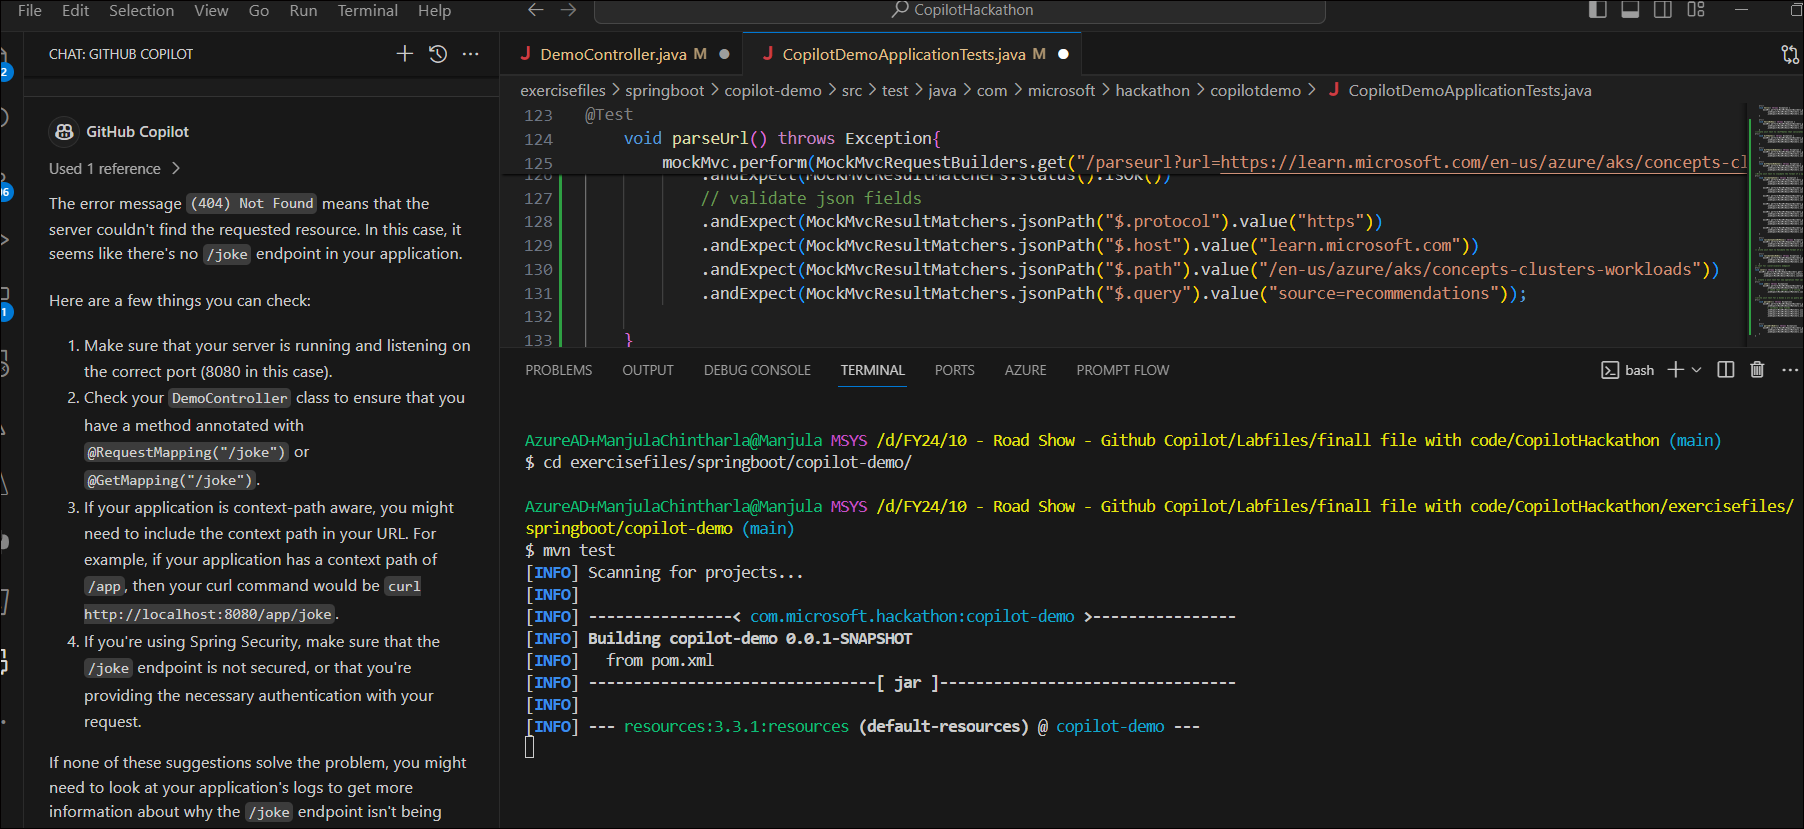 File Edit Selection View Go Run Terminal Help
CopilotHackathon
CHAT: GITHUB COPILOT
GitHub Copilot
Used 1 reference
The error message (404) Not Found means that the
server couldn't find the requested resource. In this case, it
seems like there's no /joke endpoint in your application.
Here are a few things you can check:
1. Make sure that your server is running and listening on
the correct port (8080 in this case).
2. Check your DemoController class to ensure that you
have a method annotated with
@RequestMapping("/joke") or
@GetMapping("/joke").
3. If your application is context-path aware, you might
need to include the context path in your URL. For
example, if your application has a context path of
/app, then your curl command would be curl
http://localhost:8080/app/joke.
4. If you're using Spring Security, make sure that the
/joke endpoint is not secured, or that you're
providing the necessary authentication with your
request.
If none of these suggestions solve the problem, you might
need to look at your application's logs to get more
information about why the /joke endpoint isn't being
DemoController.java M
CopilotDemoApplicationTests.java M
exercisefiles > springboot > copilot-demo > src > test > java > com > microsoft > hackathon > copilotdemo > CopilotDemoApplicationTests.java
123 @Test
124 void parseUrl() throws Exception{
125 mockMvc.perform(MockMvcRequestBuilders.get("/parseurl?url=https://learn.microsoft.com/en-us/azure/aks/concepts-cl
126 .andExpect(MockMvcResultMatchers.status().isOk())
127 // validate json fields
128 .andExpect(MockMvcResultMatchers.jsonPath("$.protocol").value("https"))
129 .andExpect(MockMvcResultMatchers.jsonPath("$.host").value("learn.microsoft.com"))
130 .andExpect(MockMvcResultMatchers.jsonPath("$.path").value("/en-us/azure/aks/concepts-clusters-workloads"))
131 .andExpect(MockMvcResultMatchers.jsonPath("$.query").value("source=recommendations"));
132
133 }
PROBLEMS OUTPUT DEBUG CONSOLE TERMINAL PORTS AZURE PROMPT FLOW
bash
AzureAD+ManjulaChintharla@Manjula MSYS /d/FY24/10 - Road Show - Github Copilot/Labfiles/finall file with code/CopilotHackathon (main)
$ cd exercisefiles/springboot/copilot-demo/
AzureAD+ManjulaChintharla@Manjula MSYS /d/FY24/10 - Road Show - Github Copilot/Labfiles/finall file with code/CopilotHackathon/exercisefiles/
springboot/copilot-demo (main)
$ mvn test
[INFO] Scanning for projects...
[INFO]
[INFO] ----------------< com.microsoft.hackathon:copilot-demo >----------------
[INFO] Building copilot-demo 0.0.1-SNAPSHOT
[INFO] from pom.xml
[INFO] --------------------------------[ jar ]---------------------------------
[INFO]
[INFO] --- resources:3.3.1:resources (default-resources) @ copilot-demo ---